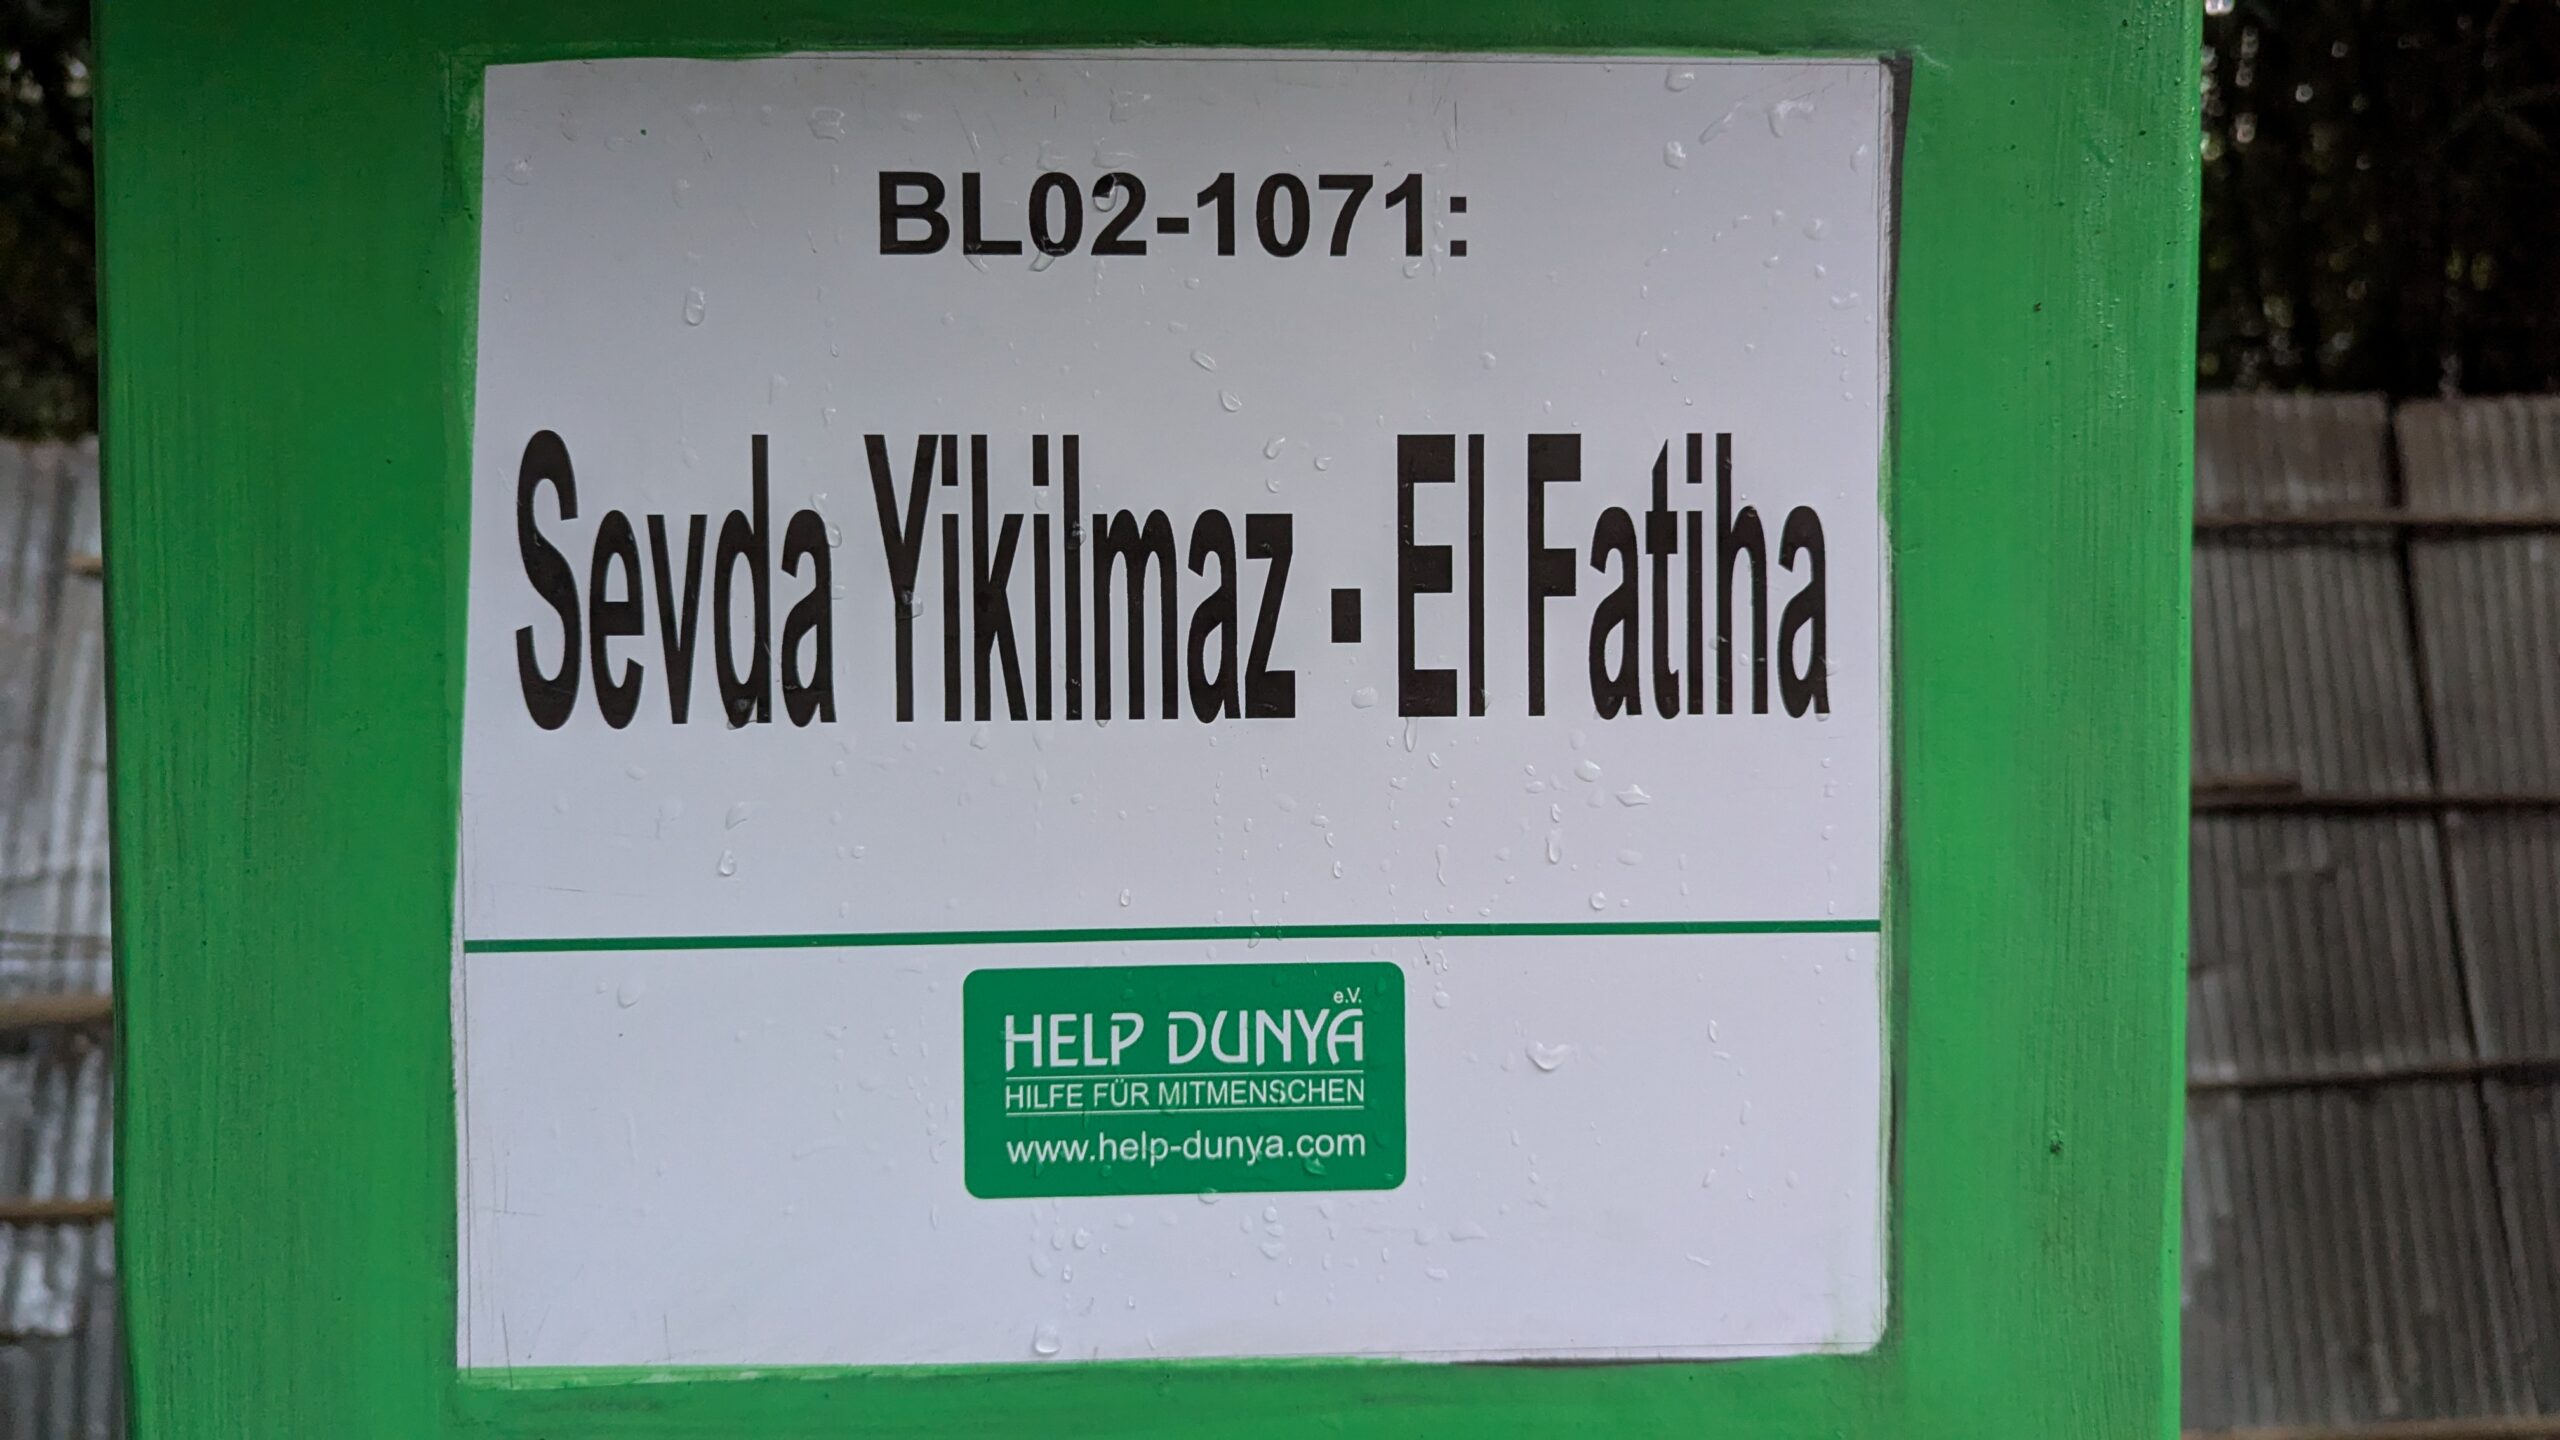 BL02-1071:
Sevda Yikilmaz - El Fatiha
e.V.
HELP DUNYA
HILFE FÜR MITMENSCHEN
www.help-dunya.com